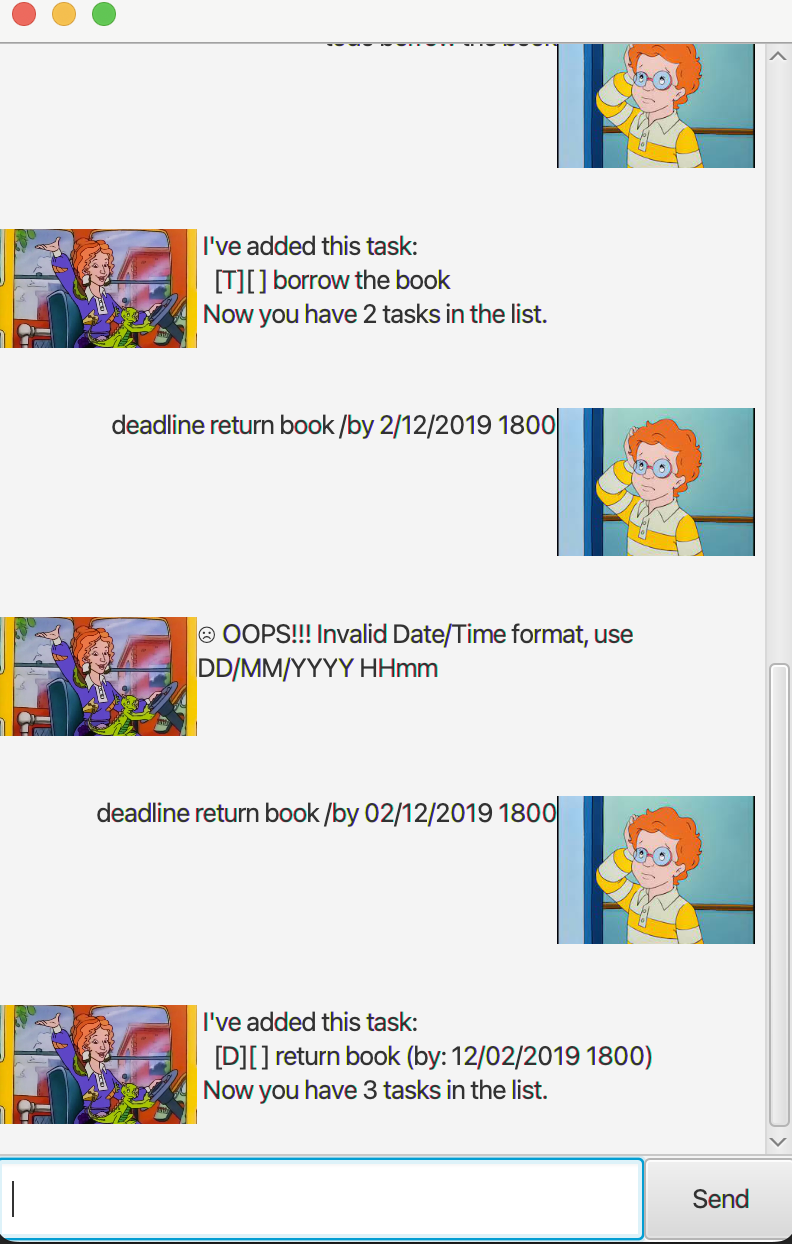 I've added this task:
[T][ ] borrow the book
Now you have 2 tasks in the list.
deadline return book /by 2/12/2019 1800
☹ OOPS!!! Invalid Date/Time format, use
DD/MM/YYYY HHmm
deadline return book /by 02/12/2019 1800
I've added this task:
[D][ ] return book (by: 12/02/2019 1800)
Now you have 3 tasks in the list.
Send